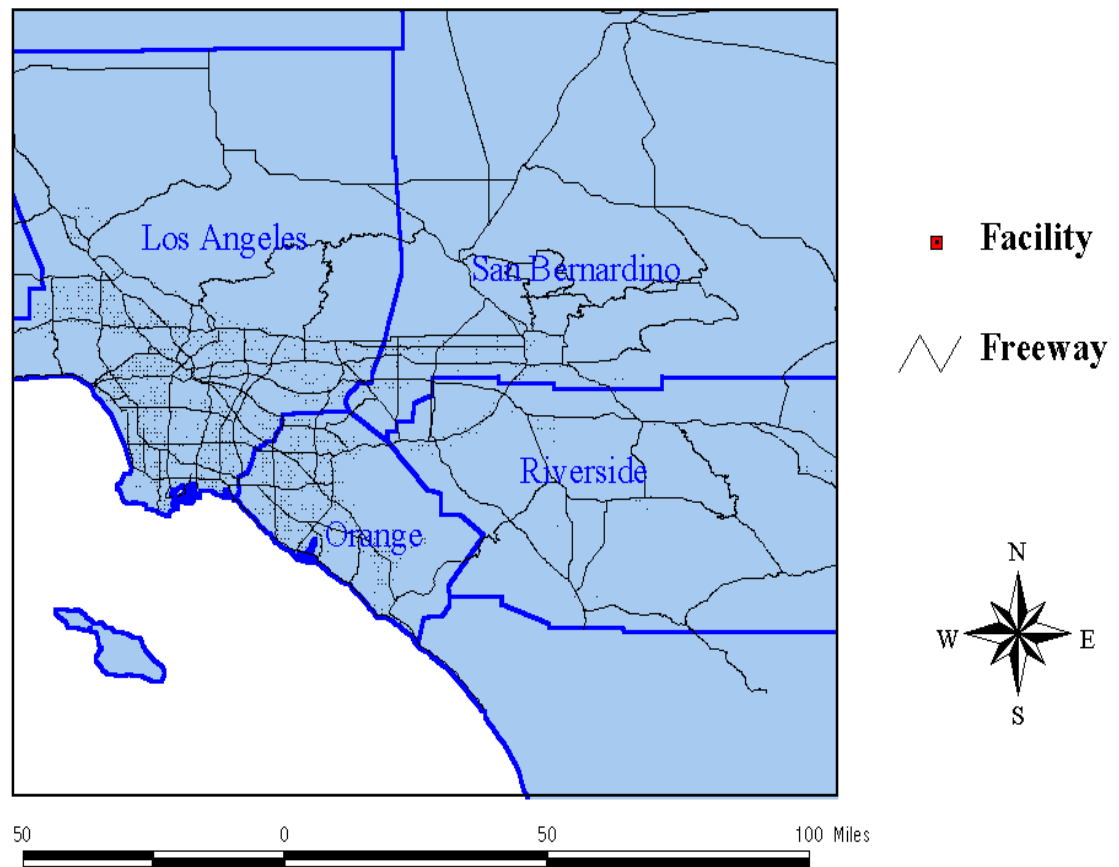 Los Angeles
San Bernardino
Riverside
Orange
Facility
Freeway
N
W E
S
50 0 50 100 Miles